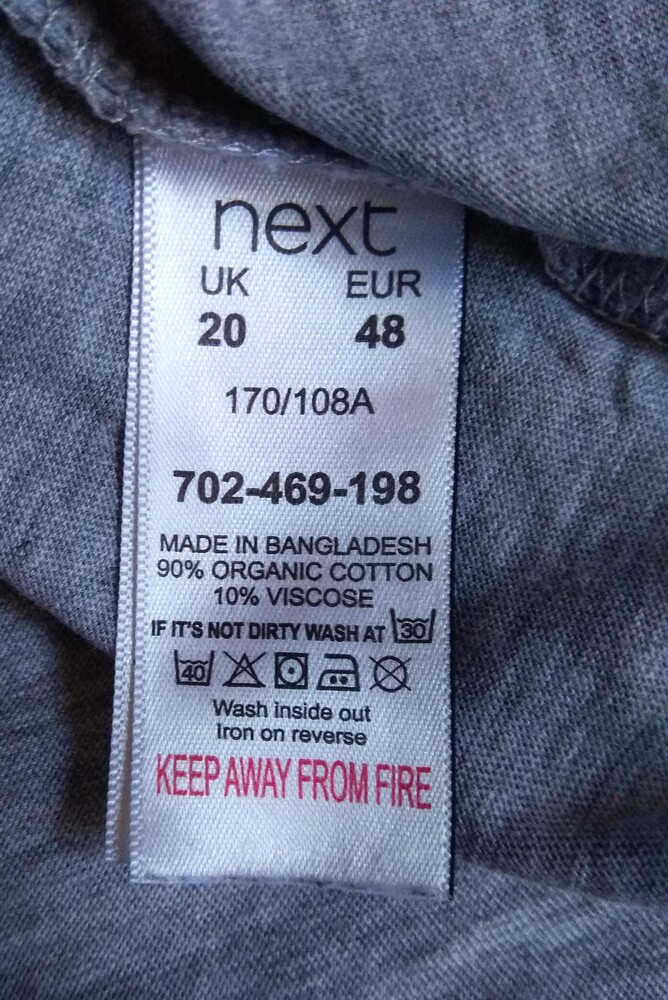 next
UK EUR
20 48
170/108A
702-469-198
MADE IN BANGLADESH
90% ORGANIC COTTON
10% VISCOSE
IF IT'S NOT DIRTY WASH AT 30
40
Wash inside out
Iron on reverse
KEEP AWAY FROM FIRE